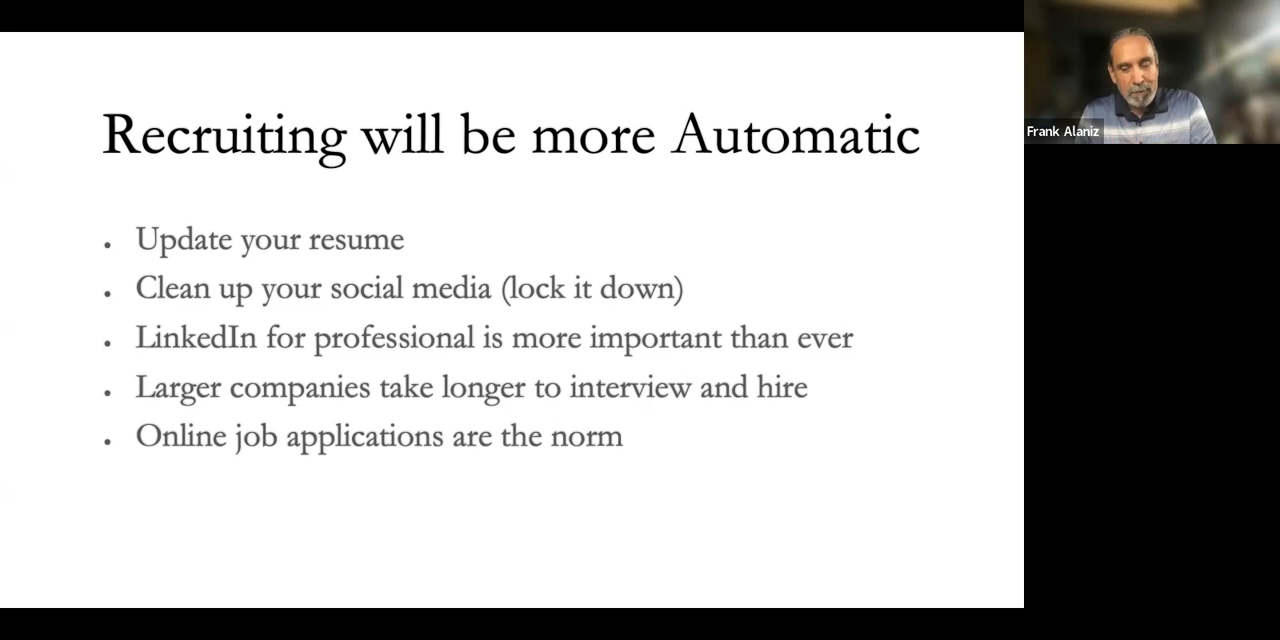 Recruiting will be more Automatic
• Update your resume
• Clean up your social media (lock it down)
• LinkedIn for professional is more important than ever
• Larger companies take longer to interview and hire
• Online job applications are the norm
Frank Alaniz